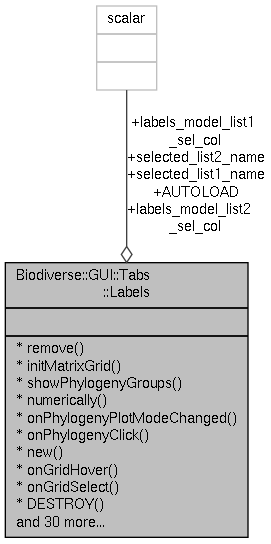 scalar
+labels_model_list1
_sel_col
+selected_list2_name
+selected_list1_name
+AUTOLOAD
+labels_model_list2
_sel_col
Biodiverse::GUI::Tabs
::Labels
* remove()
* initMatrixGrid()
* showPhylogenyGroups()
* numerically()
* onPhylogenyPlotModeChanged()
* onPhylogenyClick()
* new()
* onGridHover()
* onGridSelect()
* DESTROY()
and 30 more...